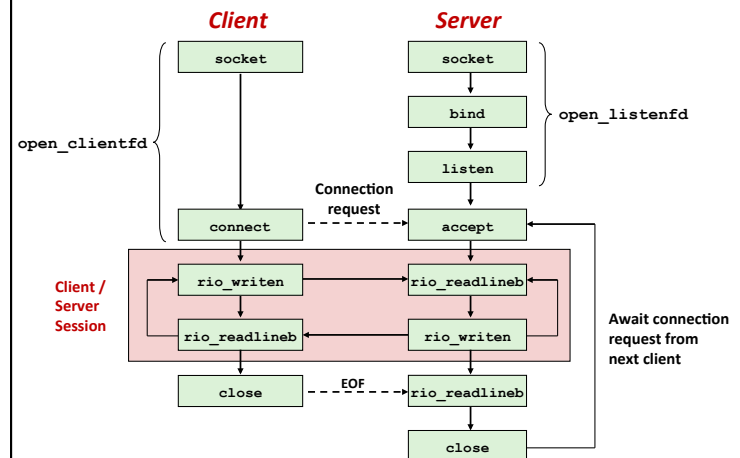 Client
Server
socket
socket
bind
open_listenfd
open_clientfd
listen
Connection
request
connect
accept
Client /
Server
Session
rio_writen
rio_readlineb
rio_readlineb
rio_writen
Await connection
request from
next client
close
EOF
rio_readlineb
close